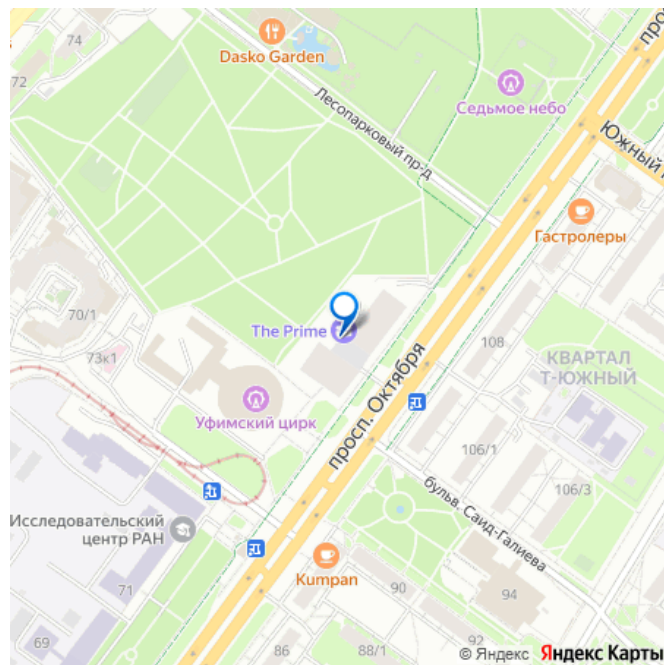 74
72
Dasko Garden
просп
Седьмое небо
Лесопарковый пр-д
Южный
Гастролеры
70/1
73к1
The Prime
108
КВАРТАЛ
Т-ЮЖНЫЙ
просп. Октября
Уфимский цирк
106/1
106/3
бульв. Саид-Галиева
Исследовательский
центр РАН
Kumpan
71
90
94
69
86
88/1
92
© Яндекс Яндекс Карты